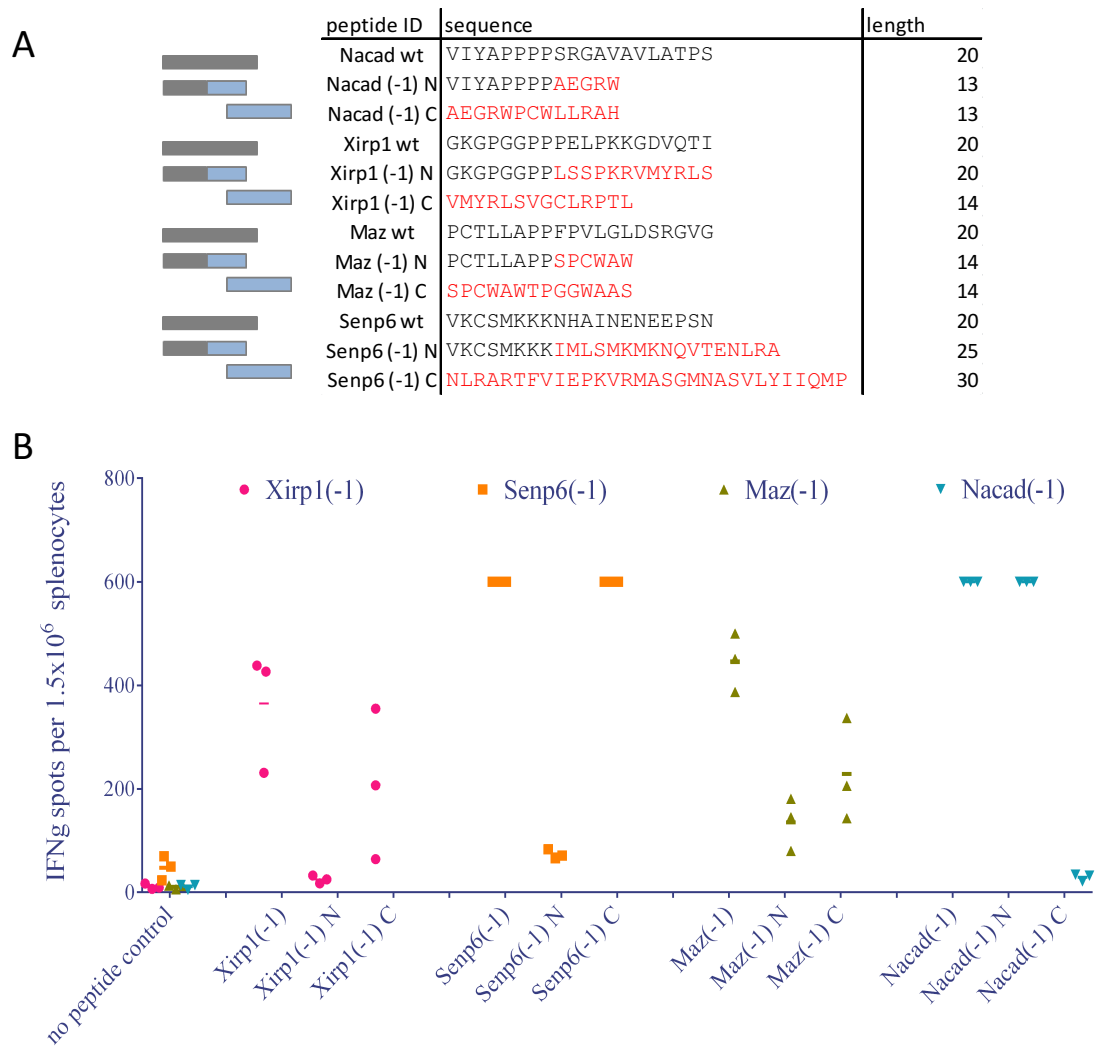 A
peptide ID sequence length
Nacad wt VIYAPPPPSRGAVAVLATPS 20
Nacad (-1) N VIYAPPPPAEGRW 13
Nacad (-1) C AEGRWPCWLLRAH 13
Xirp1 wt GKGPGGPPPELPKKGDVQTI 20
Xirp1 (-1) N GKGPGGPPLSSPKRVMYRLS 20
Xirp1 (-1) C VMYRLSVGCLRPTL 14
Maz wt PCTLLAPPFPVLGLDSRGVG 20
Maz (-1) N PCTLLAPPSPCWAW 14
Maz (-1) C SPCWAWTPGGWAAS 14
Senp6 wt VKCSMKKKNHAINENEEPSN 20
Senp6 (-1) N VKCSMKKKIMLSMKMKNQVTENLRA 25
Senp6 (-1) C NLRARTFVIEPKVRMASGMNASVLYIIQMP 30
B
Xirp1(-1) Senp6(-1) Maz(-1) Nacad(-1)
IFNg spots per 1.5x10⁶ splenocytes
800
600
400
200
0
no peptide control
Xirp1(-1)
Xirp1(-1) N
Xirp1(-1) C
Senp6(-1)
Senp6(-1) N
Senp6(-1) C
Maz(-1)
Maz(-1) N
Maz(-1) C
Nacad(-1)
Nacad(-1) N
Nacad(-1) C